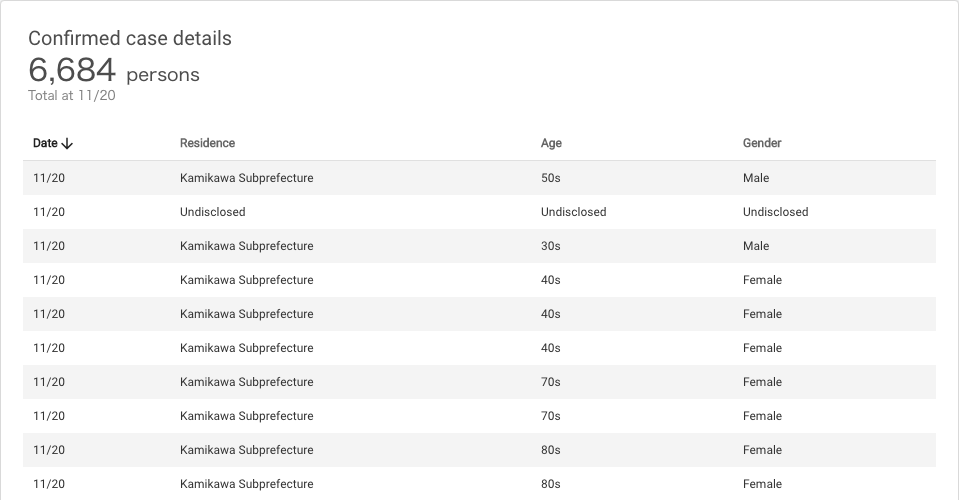 Confirmed case details
6,684 persons
Total at 11/20
Date Residence Age Gender
11/20 Kamikawa Subprefecture 50s Male
11/20 Undisclosed Undisclosed Undisclosed
11/20 Kamikawa Subprefecture 30s Male
11/20 Kamikawa Subprefecture 40s Female
11/20 Kamikawa Subprefecture 40s Female
11/20 Kamikawa Subprefecture 40s Female
11/20 Kamikawa Subprefecture 70s Female
11/20 Kamikawa Subprefecture 70s Female
11/20 Kamikawa Subprefecture 80s Female
11/20 Kamikawa Subprefecture 80s Female